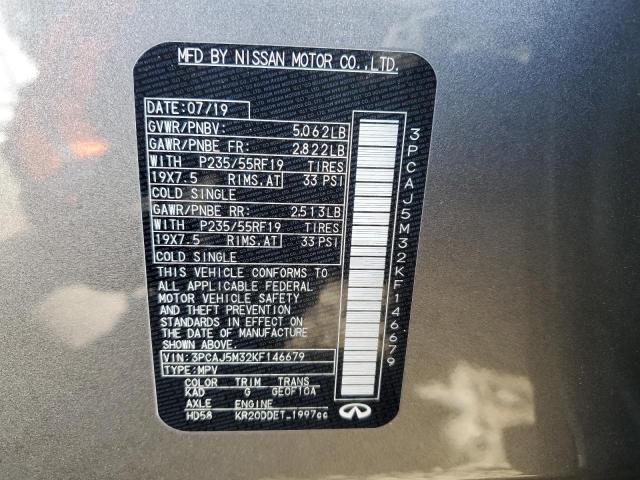 MFD BY NISSAN MOTOR CO.,LTD.
DATE:07/19
GVWR/PNBV: 5,062LB
GAWR/PNBE FR: 2,822LB
WITH P235/55RF19 TIRES
19X7.5 RIMS.AT 33 PSI
COLD SINGLE
GAWR/PNBE RR: 2,513LB
WITH P235/55RF19 TIRES
19X7.5 RIMS.AT 33 PSI
COLD SINGLE
THIS VEHICLE CONFORMS TO
ALL APPLICABLE FEDERAL
MOTOR VEHICLE SAFETY
AND THEFT PREVENTION
STANDARDS IN EFFECT ON
THE DATE OF MANUFACTURE
SHOWN ABOVE.
VIN:3PCAJ5M32KF146679
TYPE:MPV
COLOR TRIM TRANS
KAD G GE0F10A
AXLE ENGINE
HD58 KR20DDET 1997cc
3PCAJ5M32KF146679